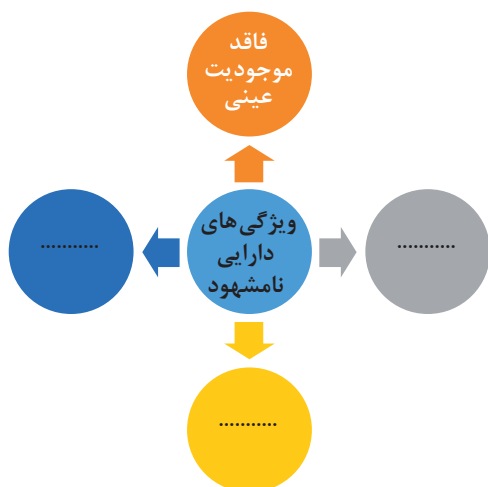 فاقد
موجودیت
عینی
ویژگی‌های
دارایی
نامشهود
...........
...........
...........